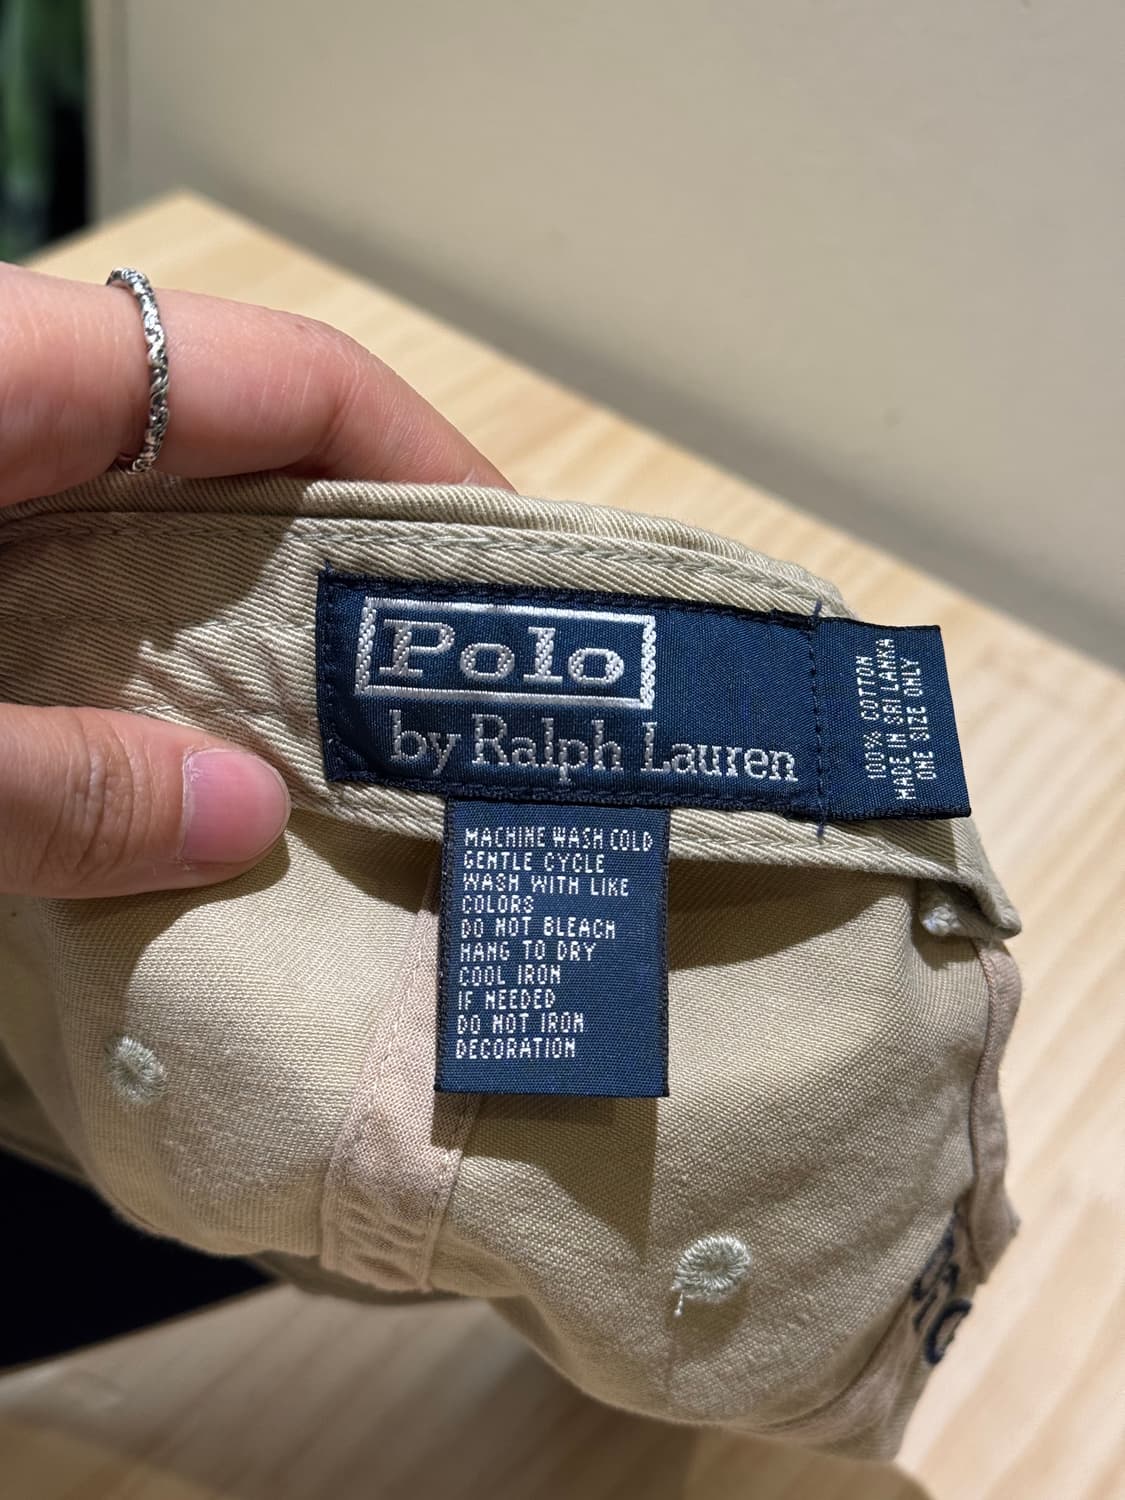 Polo
by Ralph Lauren
100% COTTON
MADE IN SRI LANKA
ONE SIZE ONLY
MACHINE WASH COLD
GENTLE CYCLE
WASH WITH LIKE
COLORS
DO NOT BLEACH
HANG TO DRY
COOL IRON
IF NEEDED
DO NOT IRON
DECORATION